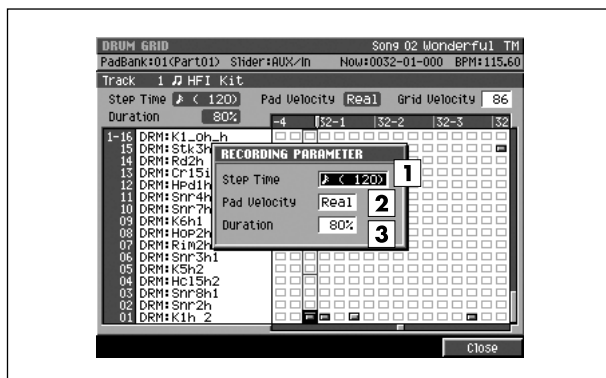 DRUM GRID Song 02 Wonderful TM
PadBank:01(Part01) Slider:AUX/In Now:0032-01-000 BPM:115.60
Track 1 HFI Kit
Step Time ♪ ( 120) Pad Velocity Real Grid Velocity 86
Duration 80%
-4 32-1 32-2 32-3 32
1-16 DRM:K1_oh_h
15 DRM:Stk3h
14 DRM:Rd2h
13 DRM:Cr15i
12 DRM:HPd1h
11 DRM:Snr4h
10 DRM:Snr7h
09 DRM:K6h1
08 DRM:HOP2h
07 DRM:Rim2h
06 DRM:Snr3h1
05 DRM:K5h2
04 DRM:Hc15h2
03 DRM:Snr8h1
02 DRM:Snr2h
01 DRM:K1h 2
RECORDING PARAMETER
Step Time ♪ ( 120) 1
Pad Velocity Real 2
Duration 80% 3
Close